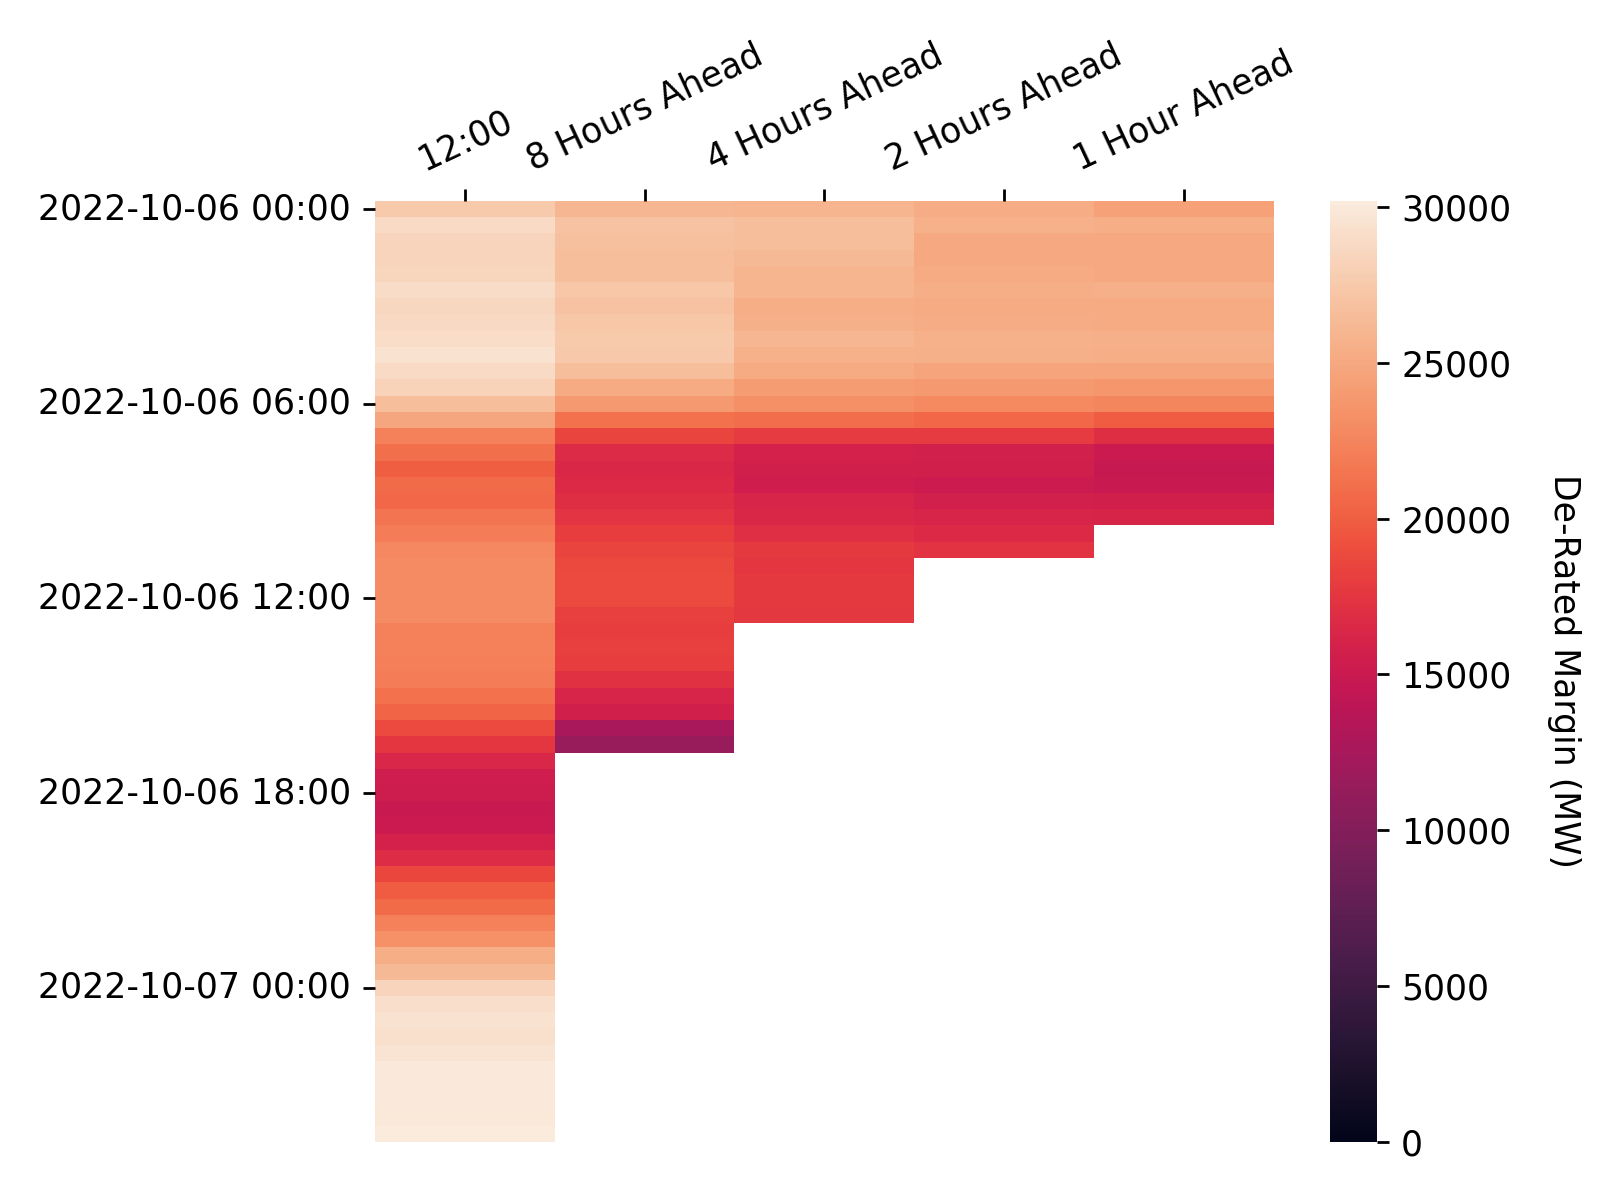 12:00
8 Hours Ahead
4 Hours Ahead
2 Hours Ahead
1 Hour Ahead
2022-10-06 00:00
2022-10-06 06:00
2022-10-06 12:00
2022-10-06 18:00
2022-10-07 00:00
30000
25000
20000
15000
10000
5000
0
De-Rated Margin (MW)